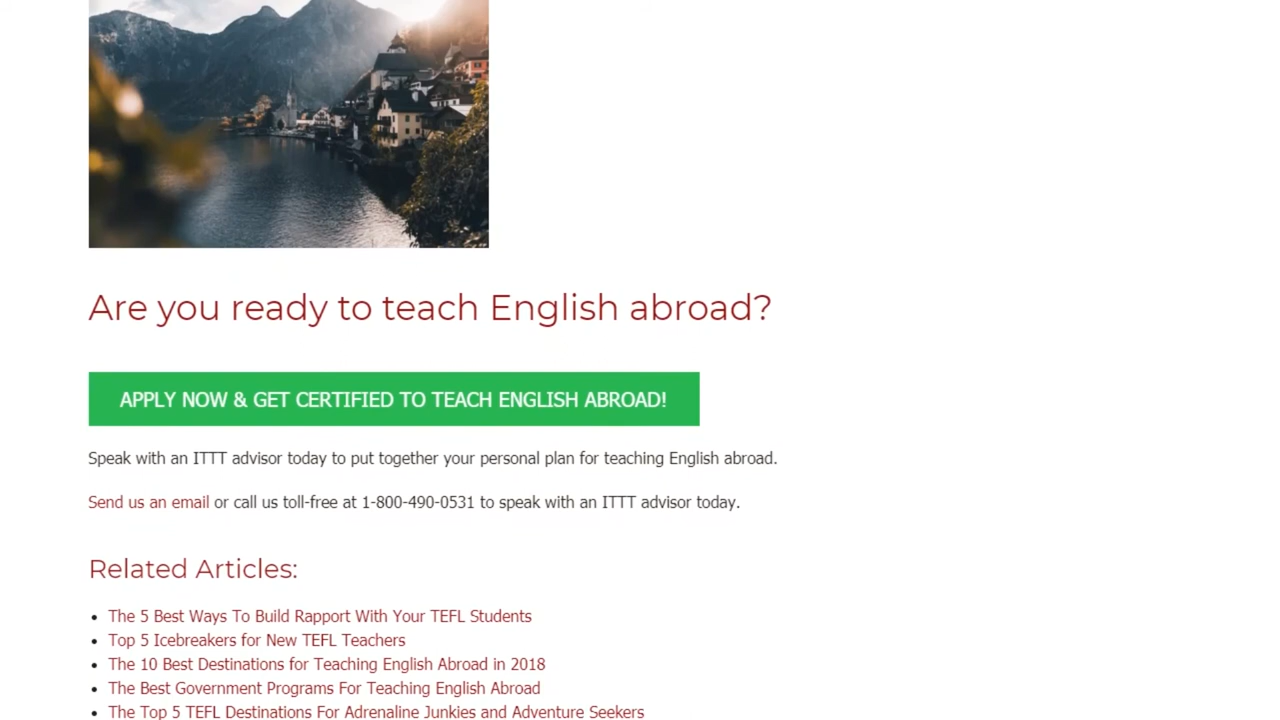 Are you ready to teach English abroad?
APPLY NOW & GET CERTIFIED TO TEACH ENGLISH ABROAD!
Speak with an ITTT advisor today to put together your personal plan for teaching English abroad.
Send us an email or call us toll-free at 1-800-490-0531 to speak with an ITTT advisor today.
Related Articles:
• The 5 Best Ways To Build Rapport With Your TEFL Students
• Top 5 Icebreakers for New TEFL Teachers
• The 10 Best Destinations for Teaching English Abroad in 2018
• The Best Government Programs For Teaching English Abroad
• The Top 5 TEFL Destinations For Adrenaline Junkies and Adventure Seekers